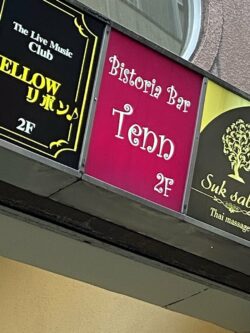 The Live Music
Club
ELLOW
リボン♪
2F
Bistoria Bar
Tenn
2F
Suk sab
Thai massage